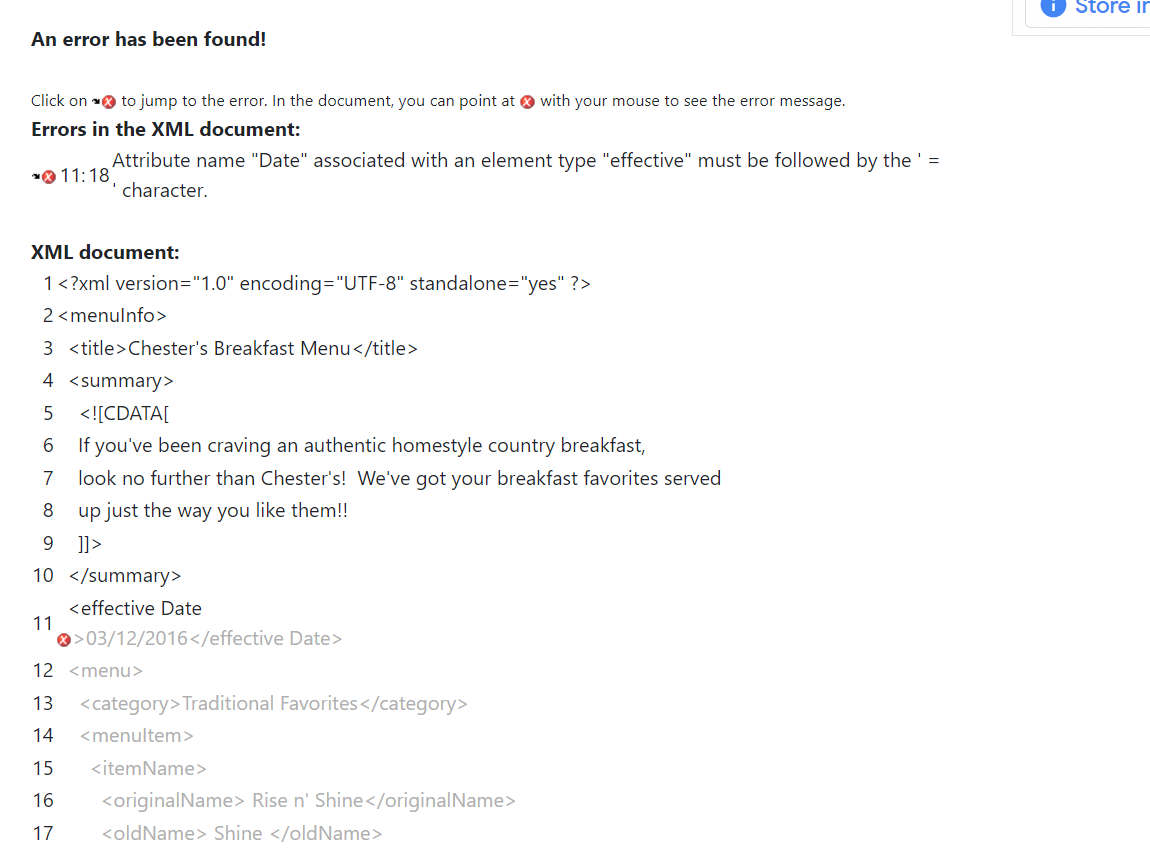 Store in
An error has been found!
Click on to jump to the error. In the document, you can point at with your mouse to see the error message.
Errors in the XML document:
11:18 Attribute name "Date" associated with an element type "effective" must be followed by the ' =
' character.
XML document:
1 <?xml version="1.0" encoding="UTF-8" standalone="yes" ?>
2 <menuInfo>
3 <title>Chester's Breakfast Menu</title>
4 <summary>
5 <![CDATA[
6 If you've been craving an authentic homestyle country breakfast,
7 look no further than Chester's!  We've got your breakfast favorites served
8 up just the way you like them!!
9 ]]>
10 </summary>
11 <effective Date
>03/12/2016</effective Date>
12 <menu>
13 <category>Traditional Favorites</category>
14 <menuItem>
15 <itemName>
16 <originalName> Rise n' Shine</originalName>
17 <oldName> Shine </oldName>